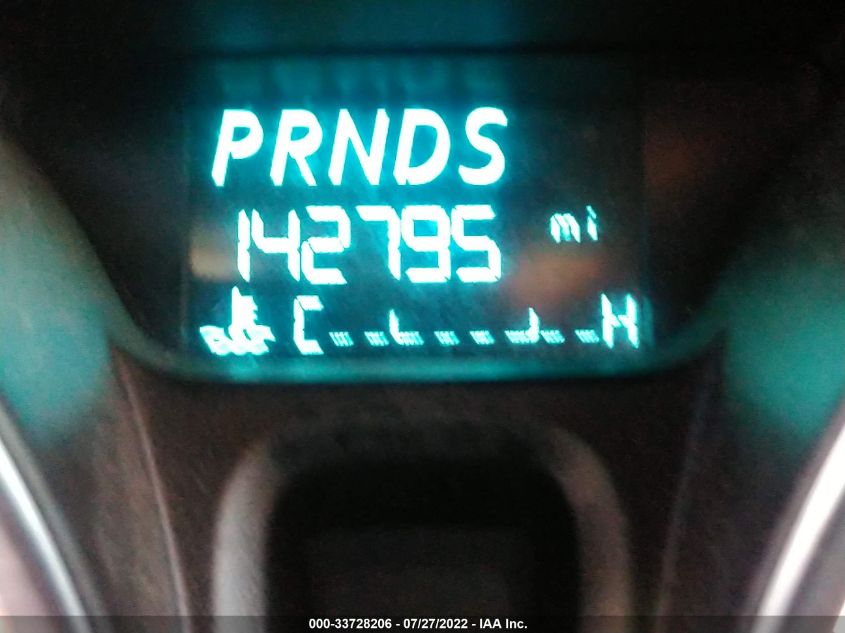 PRNDS
142795 mi
C H
000-33728206 - 07/27/2022 - IAA Inc.